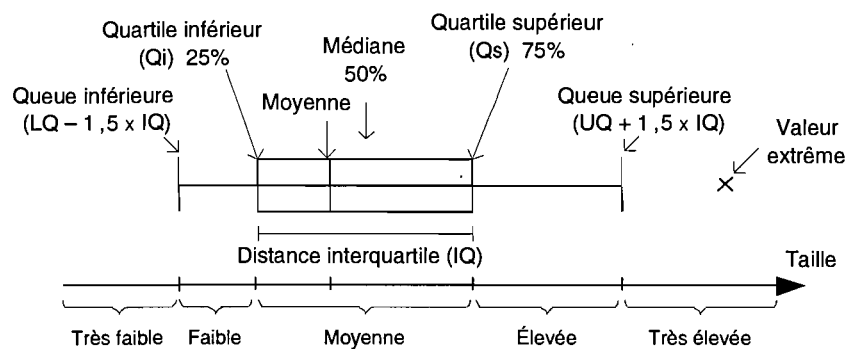 Quartile inférieur
(Qi) 25%
Médiane
50%
Quartile supérieur
(Qs) 75%
Queue inférieure
(LQ – 1 ,5 x IQ)
Moyenne
Queue supérieure
(UQ + 1 ,5 x IQ)
Valeur
extrême
Distance interquartile (IQ)
Taille
Très faible
Faible
Moyenne
Élevée
Très élevée